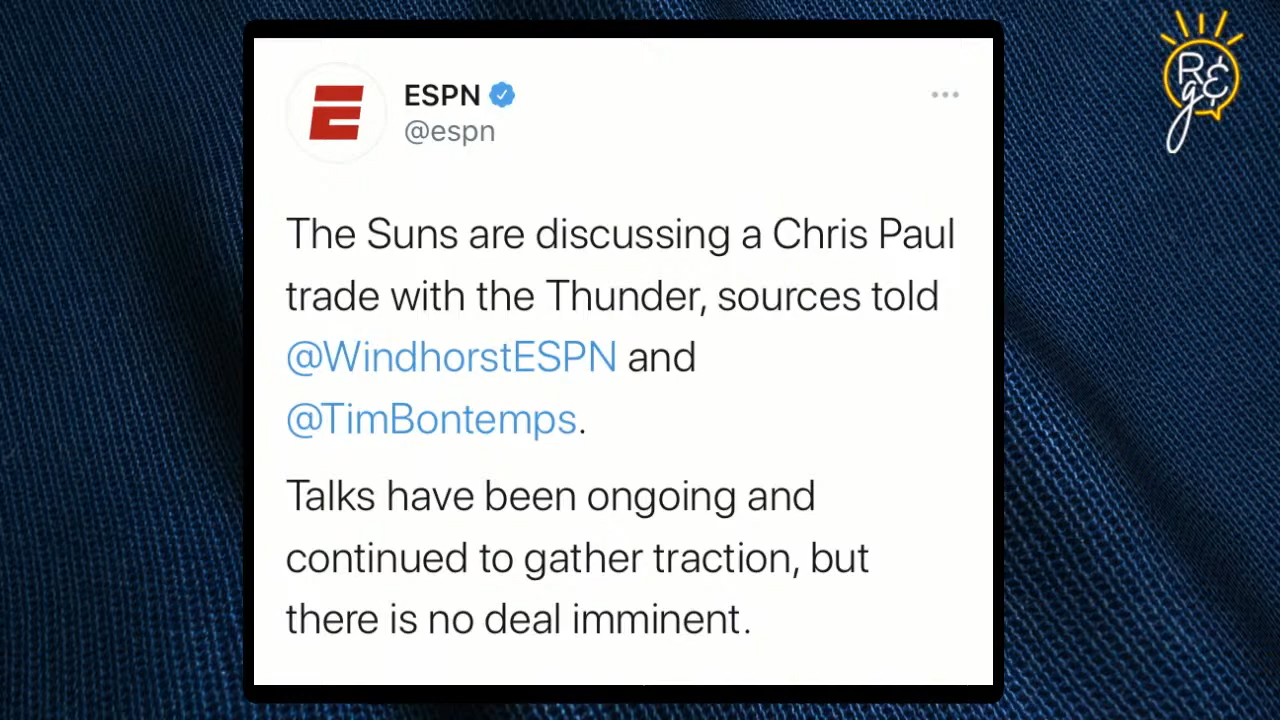 ESPN
@espn
The Suns are discussing a Chris Paul
trade with the Thunder, sources told
@WindhorstESPN and
@TimBontemps.
Talks have been ongoing and
continued to gather traction, but
there is no deal imminent.
R&
g